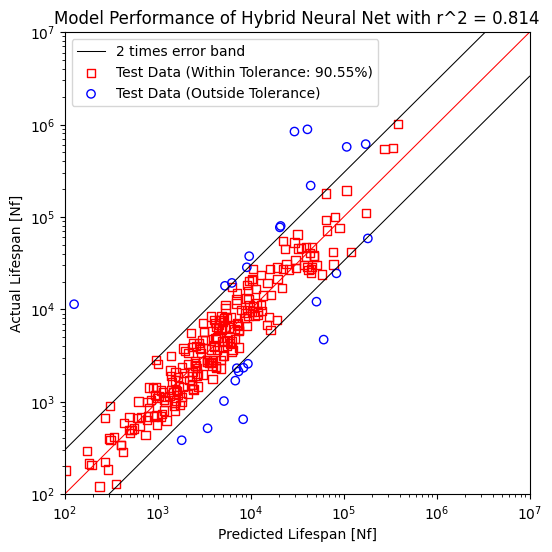 Model Performance of Hybrid Neural Net with r^2 = 0.814
2 times error band
Test Data (Within Tolerance: 90.55%)
Test Data (Outside Tolerance)
Actual Lifespan [Nf]
10^7
10^6
10^5
10^4
10^3
10^2
10^2 10^3 10^4 10^5 10^6 10^7
Predicted Lifespan [Nf]